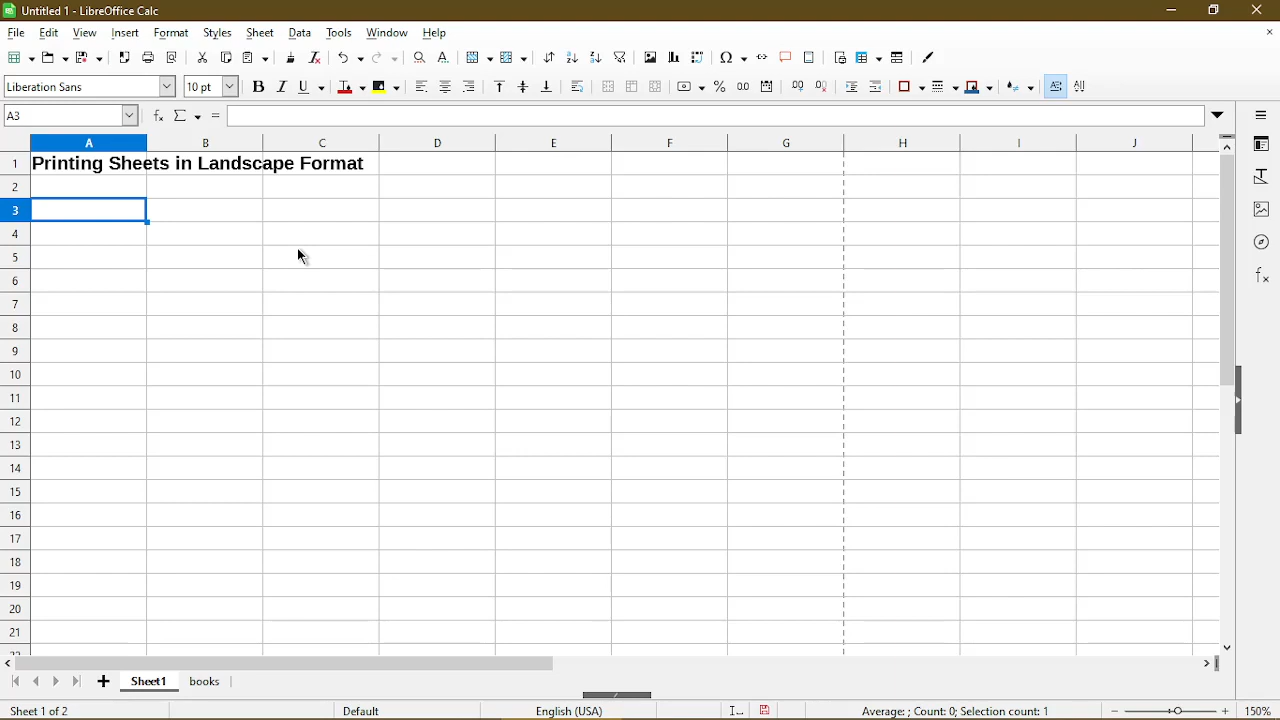 Untitled 1 - LibreOffice Calc
File Edit View Insert Format Styles Sheet Data Tools Window Help
Liberation Sans 10 pt
A3
A B C D E F G H I J
1 Printing Sheets in Landscape Format
2
3
4
5
6
7
8
9
10
11
12
13
14
15
16
17
18
19
20
21
Sheet1 books
Sheet 1 of 2 Default English (USA) Average: ; Count: 0; Selection count: 1 150%